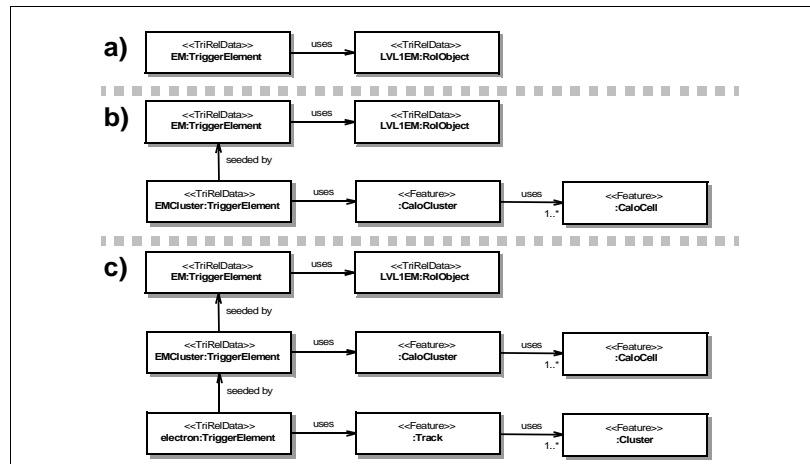 a)
<<TriRelData>>
EM:TriggerElement
uses
<<TriRelData>>
LVL1EM:RoIObject
b)
<<TriRelData>>
EM:TriggerElement
uses
<<TriRelData>>
LVL1EM:RoIObject
seeded by
<<TriRelData>>
EMCluster:TriggerElement
uses
<<Feature>>
:CaloCluster
uses
1..*
<<Feature>>
:CaloCell
c)
<<TriRelData>>
EM:TriggerElement
uses
<<TriRelData>>
LVL1EM:RoIObject
seeded by
<<TriRelData>>
EMCluster:TriggerElement
uses
<<Feature>>
:CaloCluster
uses
1..*
<<Feature>>
:CaloCell
seeded by
<<TriRelData>>
electron:TriggerElement
uses
<<Feature>>
:Track
uses
1..*
<<Feature>>
:Cluster